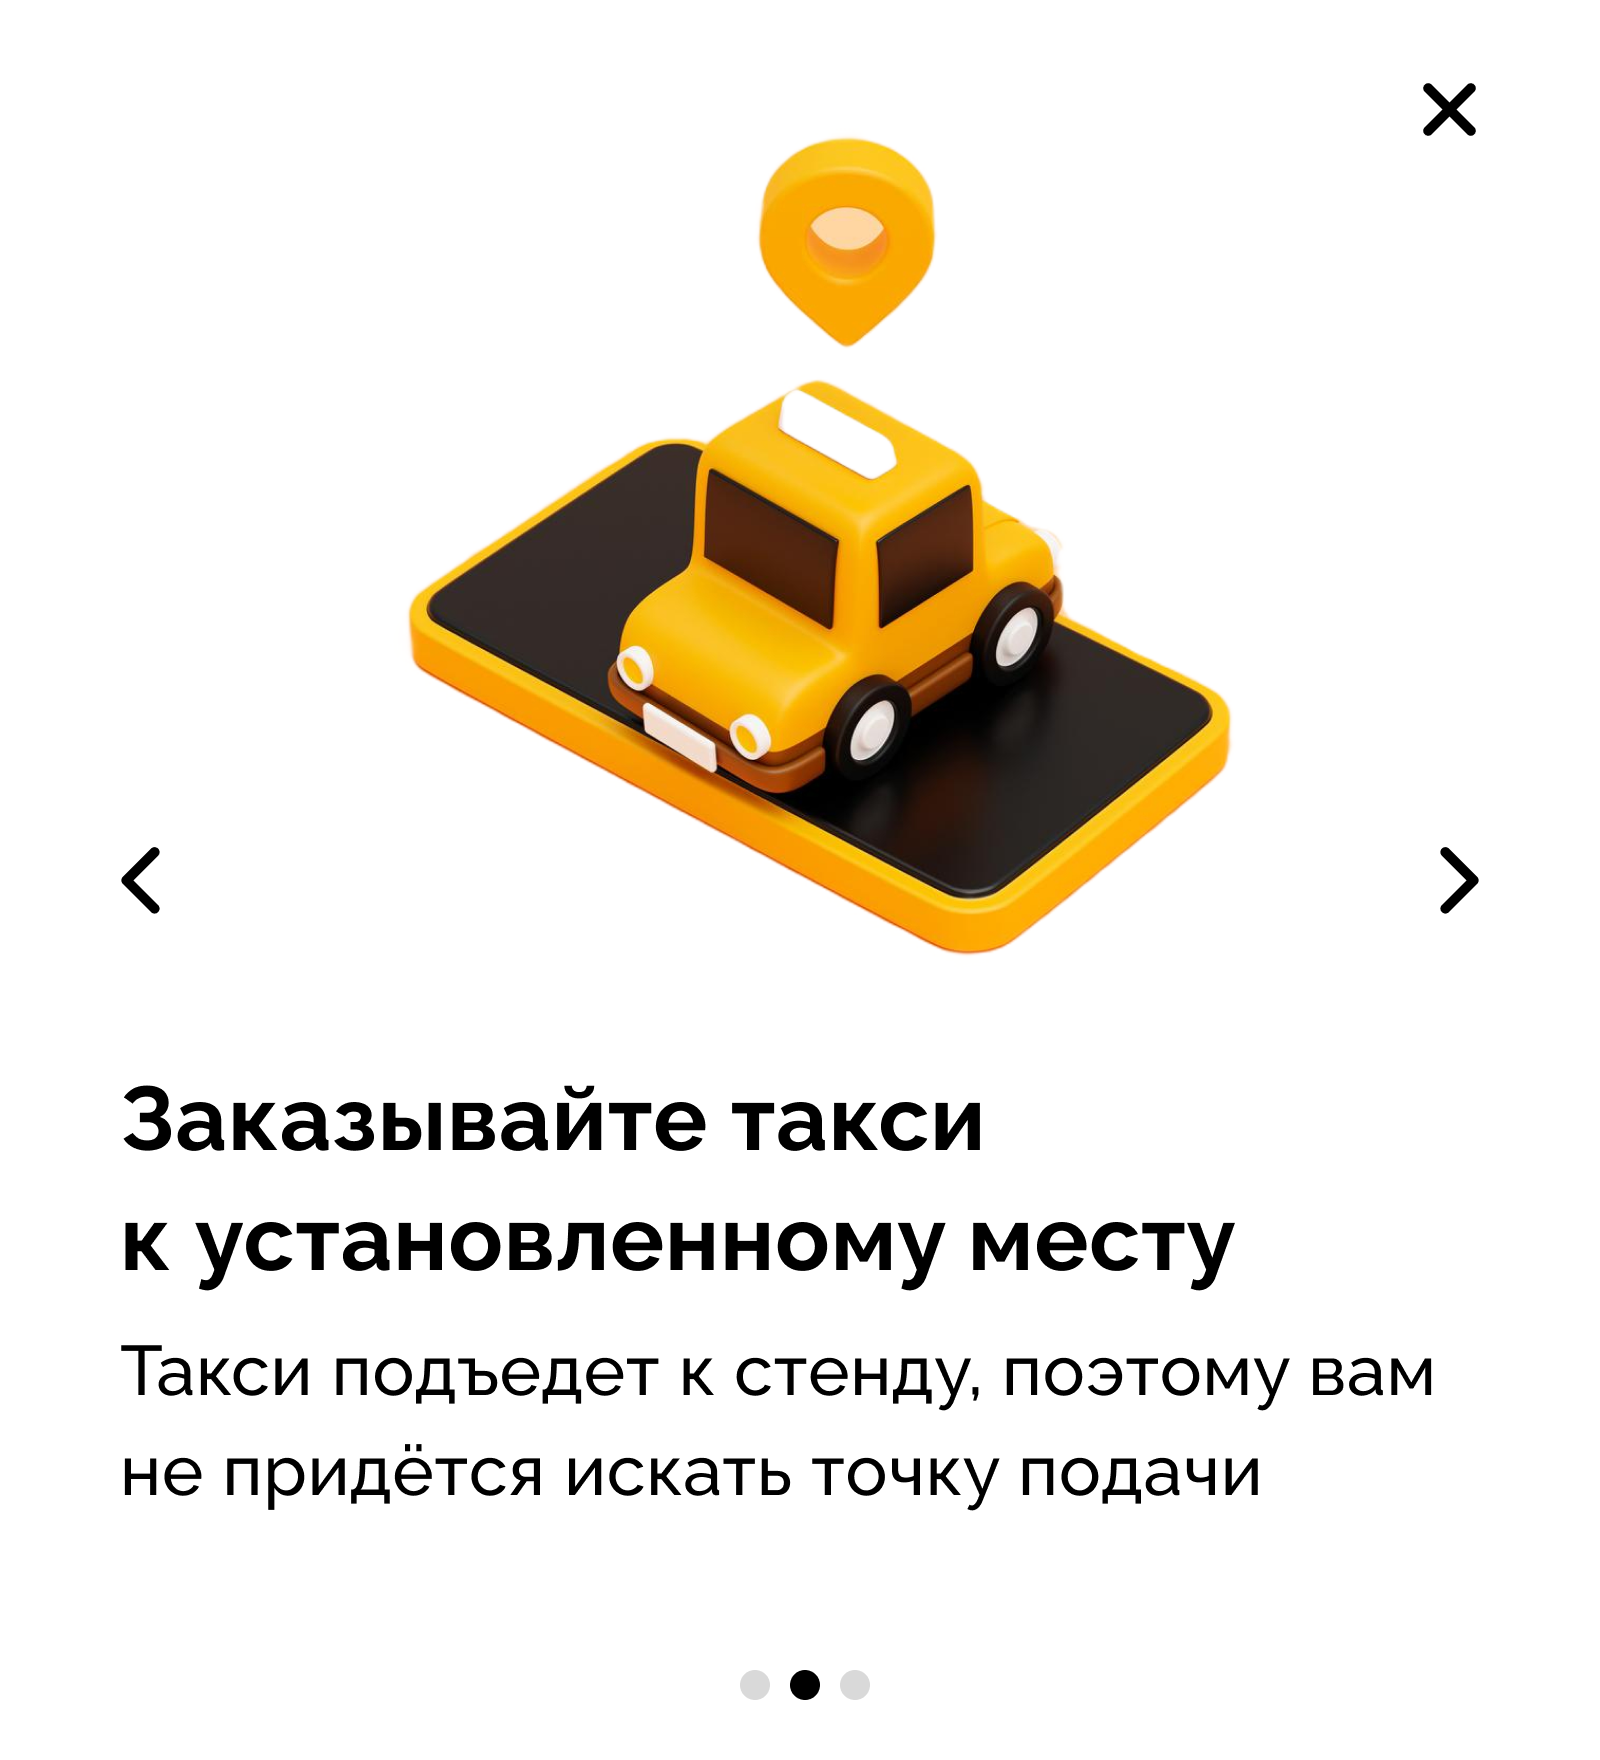 Заказывайте такси
к установленному месту
Такси подъедет к стенду, поэтому вам
не придётся искать точку подачи